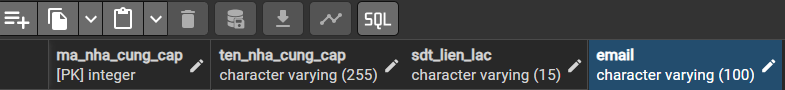 SQL
ma_nha_cung_cap
[PK] integer
ten_nha_cung_cap
character varying (255)
sdt_lien_lac
character varying (15)
email
character varying (100)